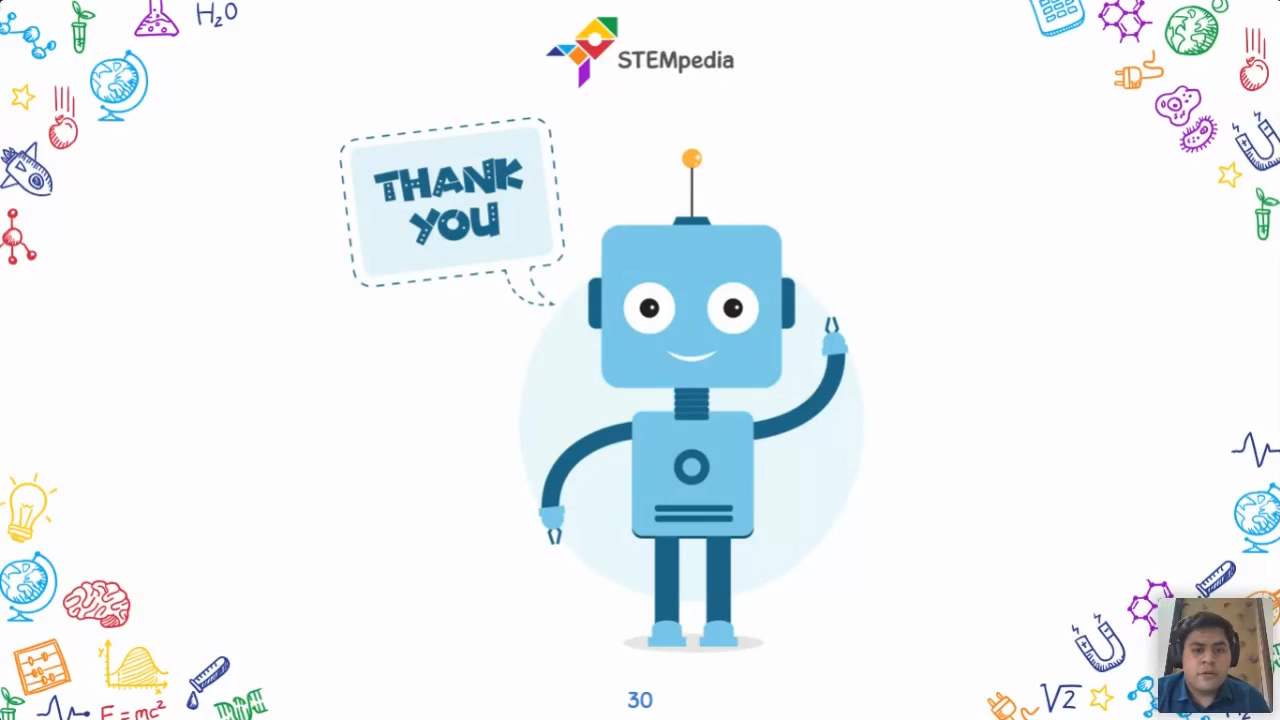 H₂O
STEMpedia
THANK
YOU
30
y
x
E=mc²
√2